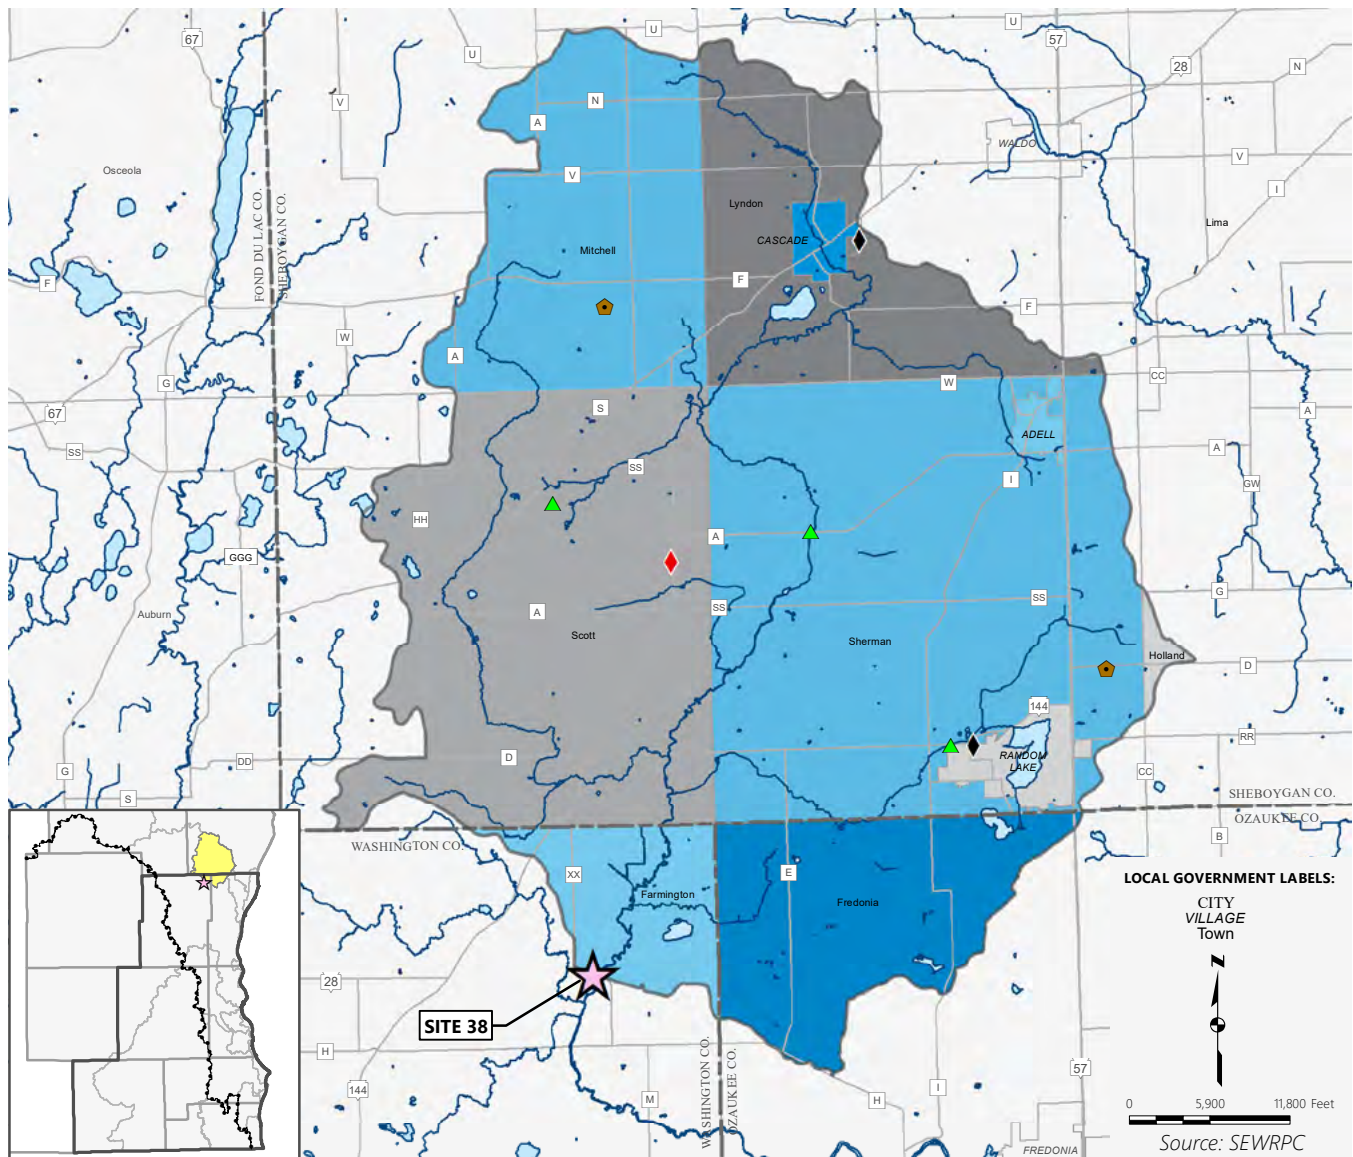 67
U
U
U
57
28
N
V
N
A
Osceola
WALDO
V
V
I
Lyndon
Lima
FOND DU LAC CO.
SHEBOYGAN CO.
CASCADE
Mitchell
F
F
F
W
A
G
W
CC
67
S
A
ADELL
SS
SS
A
I
GW
HH
A
GGG
SS
SS
G
Auburn
A
Scott
Sherman
Holland
D
144
RR
D
RANDOM
LAKE
DD
G
CC
S
SHEBOYGAN CO.
OZAUKEE CO.
B
WASHINGTON CO.
XX
E
Farmington
Fredonia
28
SITE 38
H
WASHINGTON CO.
OZAUKEE CO.
144
M
H
I
57
FREDONIA
LOCAL GOVERNMENT LABELS:
CITY
VILLAGE
Town
N
0 5,900 11,800 Feet
Source: SEWRPC